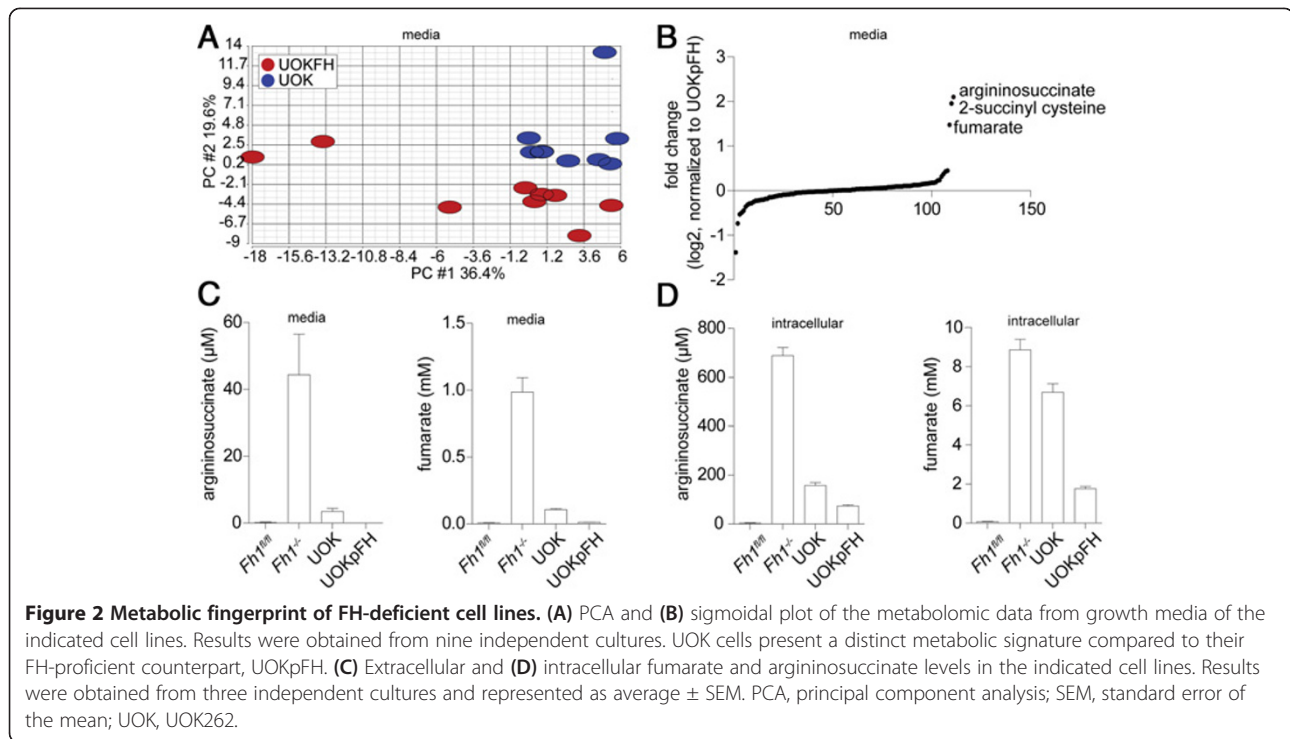 A
media
14
11.7
9.4
7.1
4.8
2.5
0.2
-2.1
-4.4
-6.7
-9
PC #2 19.6%
UOKFH
UOK
-18 -15.6 -13.2 -10.8 -8.4 -6 -3.6 -1.2 1.2 3.6 6
PC #1 36.4%
B
media
fold change
(log2, normalized to UOKpFH)
3
2
1
0
-1
-2
50 100 150
argininosuccinate
2-succinyl cysteine
fumarate
C
media
argininosuccinate (µM)
60
40
20
0
Fh1fl/fl
Fh1-/-
UOK
UOKpFH
media
fumarate (mM)
1.5
1.0
0.5
0.0
Fh1fl/fl
Fh1-/-
UOK
UOKpFH
D
intracellular
argininosuccinate (µM)
800
600
400
200
0
Fh1fl/fl
Fh1-/-
UOK
UOKpFH
intracellular
fumarate (mM)
10
8
6
4
2
0
Fh1fl/fl
Fh1-/-
UOK
UOKpFH
Figure 2 Metabolic fingerprint of FH-deficient cell lines. (A) PCA and (B) sigmoidal plot of the metabolomic data from growth media of the
indicated cell lines. Results were obtained from nine independent cultures. UOK cells present a distinct metabolic signature compared to their
FH-proficient counterpart, UOKpFH. (C) Extracellular and (D) intracellular fumarate and argininosuccinate levels in the indicated cell lines. Results
were obtained from three independent cultures and represented as average ± SEM. PCA, principal component analysis; SEM, standard error of
the mean; UOK, UOK262.